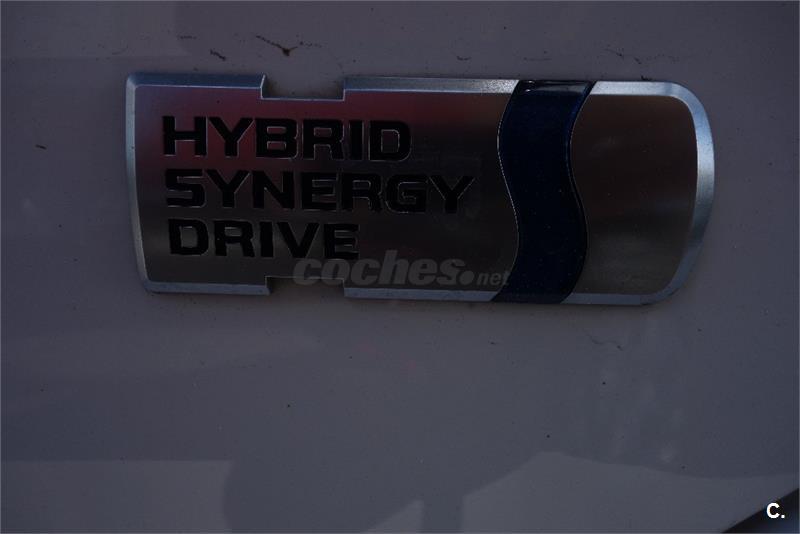 HYBRID
SYNERGY
DRIVE
coches.net
C.